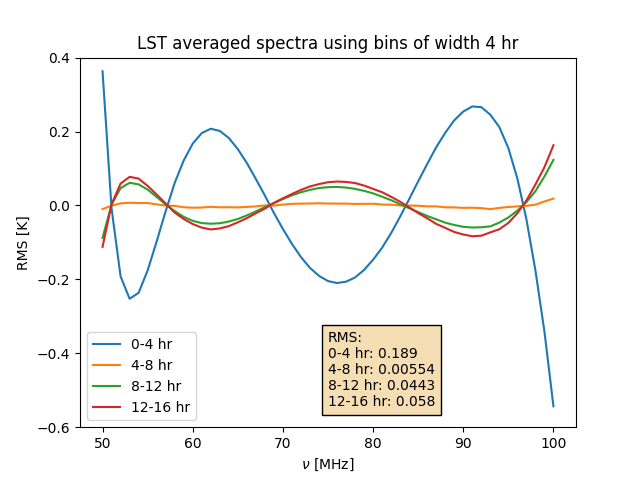 LST averaged spectra using bins of width 4 hr
RMS [K]
0.4
0.2
0.0
−0.2
−0.4
−0.6
0-4 hr
4-8 hr
8-12 hr
12-16 hr
RMS:
0-4 hr: 0.189
4-8 hr: 0.00554
8-12 hr: 0.0443
12-16 hr: 0.058
50 60 70 80 90 100
ν [MHz]